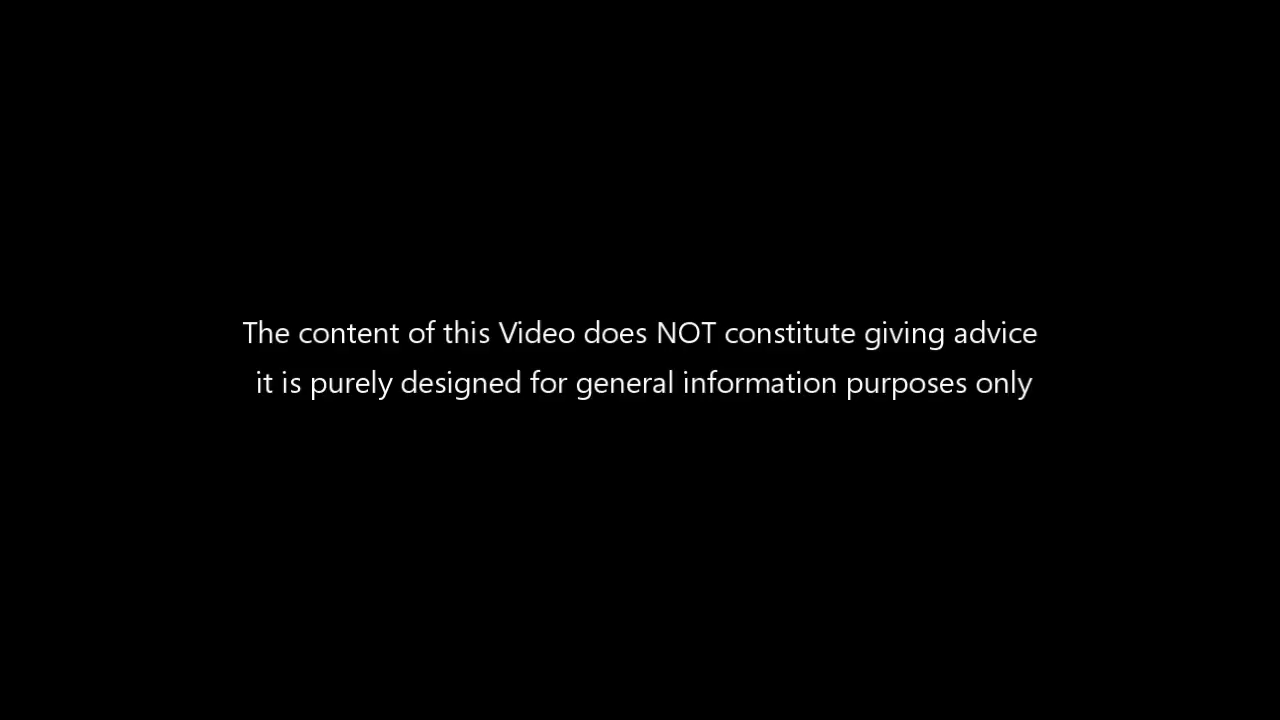 The content of this Video does NOT constitute giving advice
it is purely designed for general information purposes only